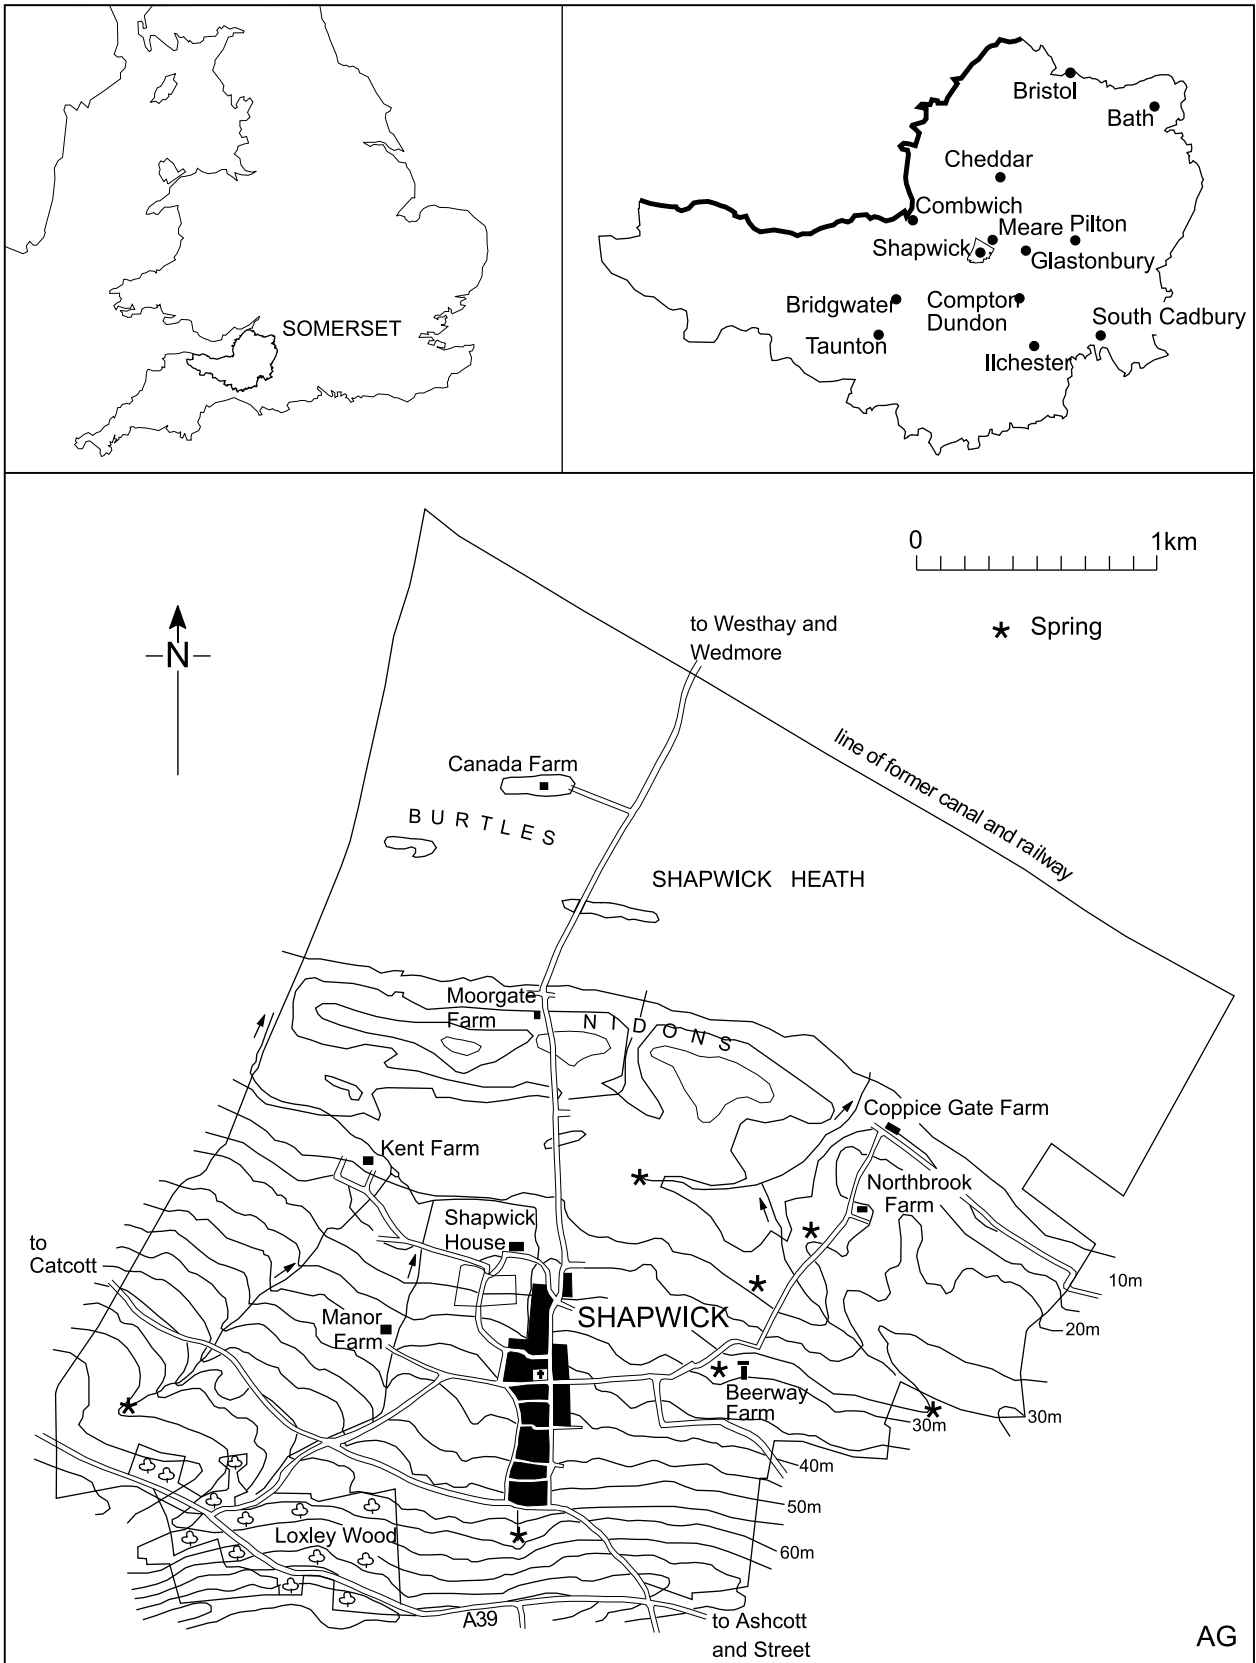 SOMERSET
Bristol
Bath
Cheddar
Combwich
Meare
Pilton
Shapwick
Glastonbury
Bridgwater
Compton
Dundon
South Cadbury
Taunton
Ilchester
0
1km
N
Spring
to Westhay and
Wedmore
line of former canal and railway
Canada Farm
BURTLES
SHAPWICK HEATH
Moorgate
Farm
NIDONS
Coppice Gate Farm
Kent Farm
Northbrook
Farm
Shapwick
House
to
Catcott
10m
Manor
Farm
SHAPWICK
20m
Beerway
Farm
30m
30m
40m
50m
Loxley Wood
60m
A39
to Ashcott
and Street
AG